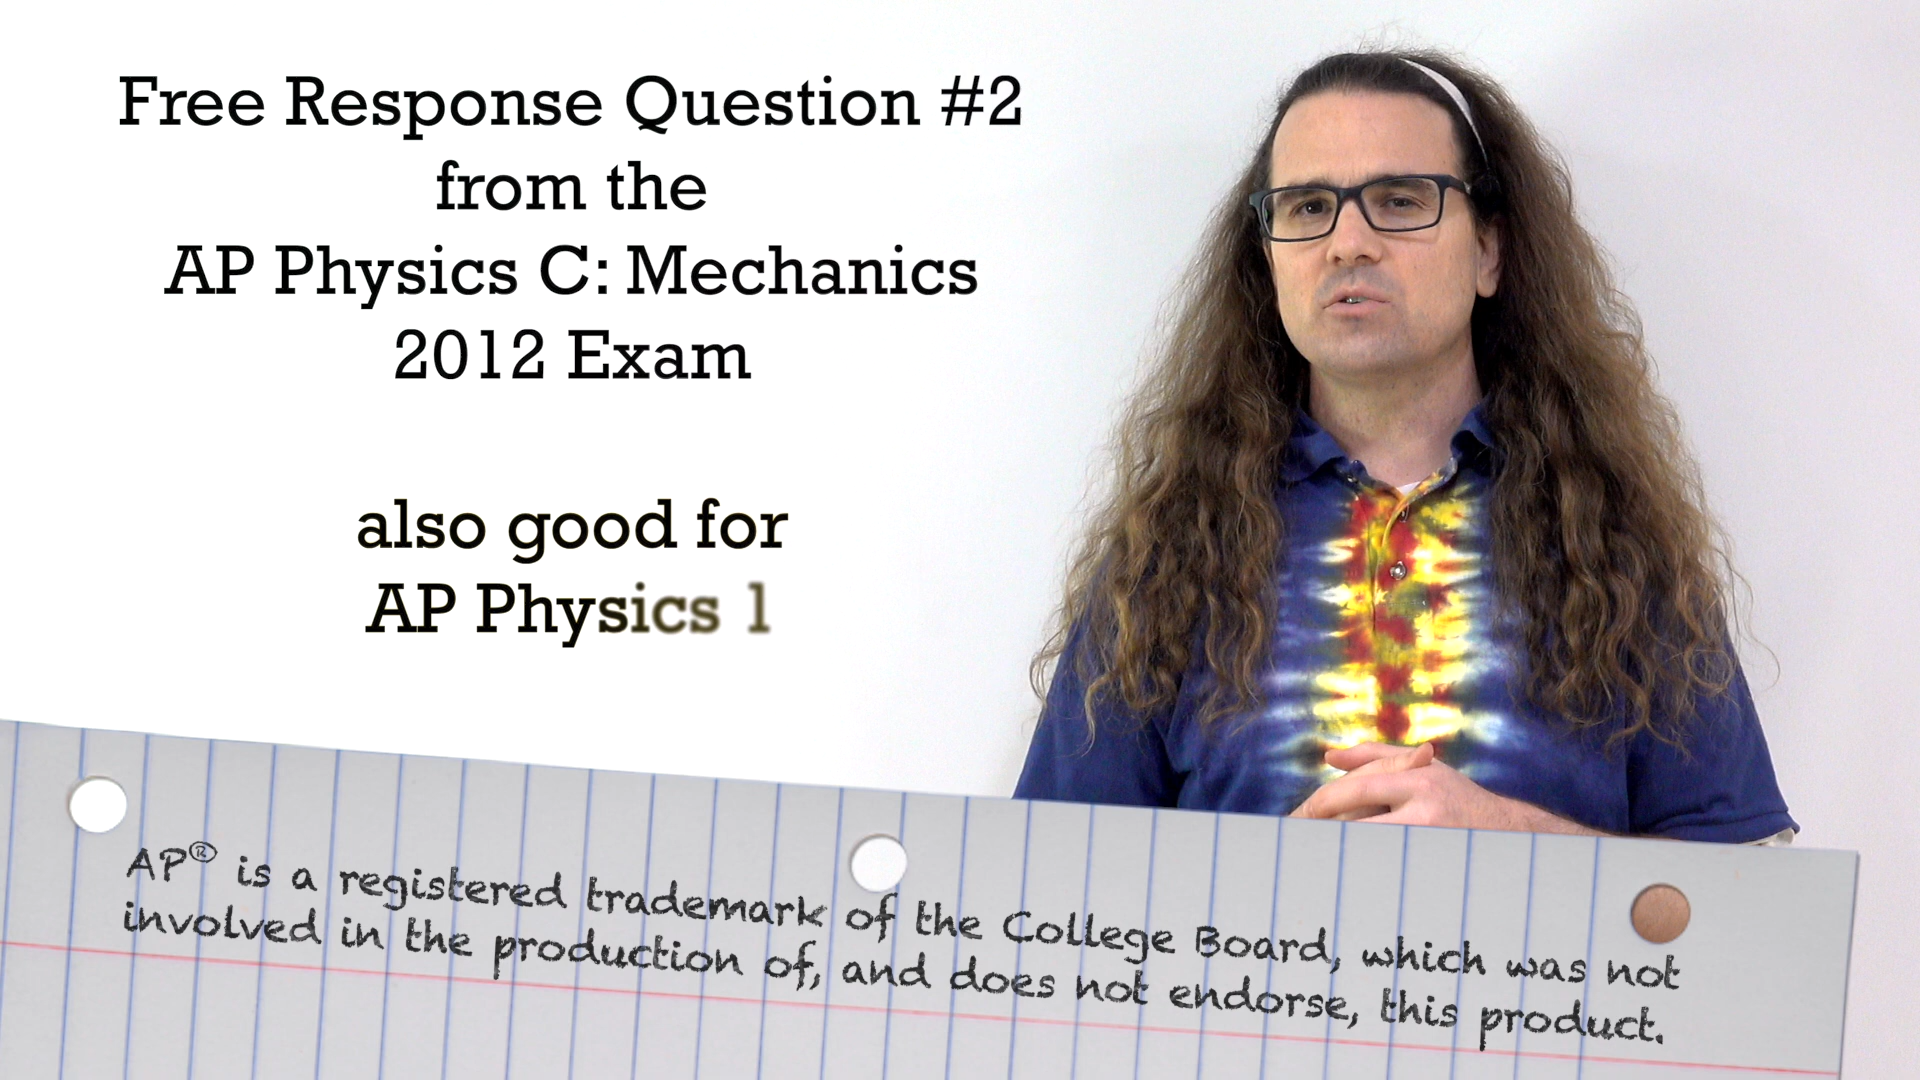 Free Response Question #2
from the
AP Physics C: Mechanics
2012 Exam
also good for
AP Physics 1
AP® is a registered trademark of the College Board, which was not
involved in the production of, and does not endorse, this product.